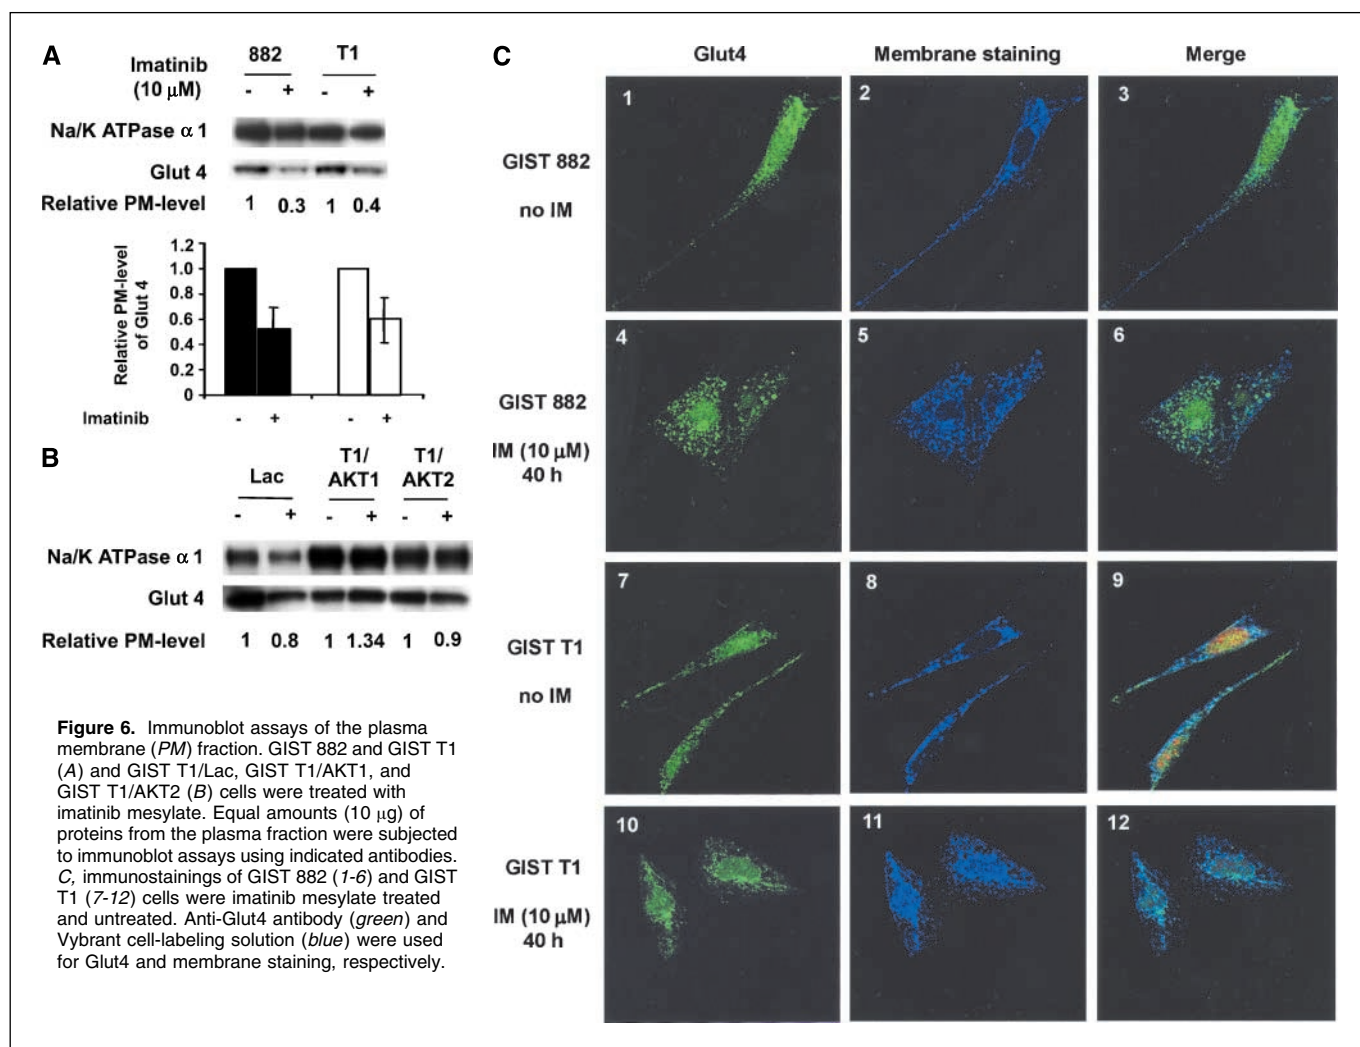 A
Imatinib
(10 μM)
882 T1
- + - +
Na/K ATPase α 1
Glut 4
Relative PM-level 1 0.3 1 0.4
Relative PM-level
of Glut 4
1.2
1.0
0.8
0.6
0.4
0.2
0
Imatinib - + - +
B
Lac T1/ AKT1 T1/ AKT2
- + - + - +
Na/K ATPase α 1
Glut 4
Relative PM-level 1 0.8 1 1.34 1 0.9
Figure 6. Immunoblot assays of the plasma
membrane (PM) fraction. GIST 882 and GIST T1
(A) and GIST T1/Lac, GIST T1/AKT1, and
GIST T1/AKT2 (B) cells were treated with
imatinib mesylate. Equal amounts (10 μg) of
proteins from the plasma fraction were subjected
to immunoblot assays using indicated antibodies.
C, immunostainings of GIST 882 (1-6) and GIST
T1 (7-12) cells were imatinib mesylate treated
and untreated. Anti-Glut4 antibody (green) and
Vybrant cell-labeling solution (blue) were used
for Glut4 and membrane staining, respectively.
C
Glut4 Membrane staining Merge
GIST 882
no IM
1 2 3
GIST 882
IM (10 μM)
40 h
4 5 6
GIST T1
no IM
7 8 9
GIST T1
IM (10 μM)
40 h
10 11 12